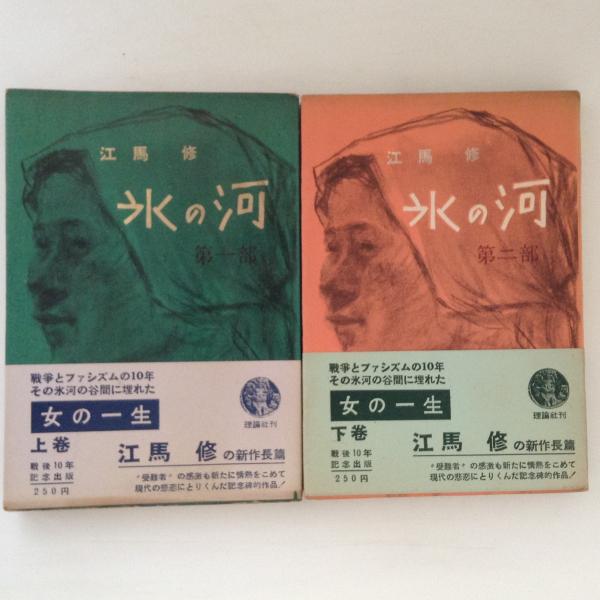 江馬 修
氷の河
第一部
戦争とファシズムの10年
その氷河の谷間に埋れた
女の一生
上巻
江馬 修の新作長篇
戦後10年
記念出版
250円
"受難者"の感激も新たに情熱をこめて
現代の悲恋にとりくんだ記念碑的作品!
理論社刊
江馬 修
氷の河
第二部
戦争とファシズムの10年
その氷河の谷間に埋れた
女の一生
下巻
江馬 修の新作長篇
戦後10年
記念出版
250円
"受難者"の感激も新たに情熱をこめて
現代の悲恋にとりくんだ記念碑的作品!
理論社刊